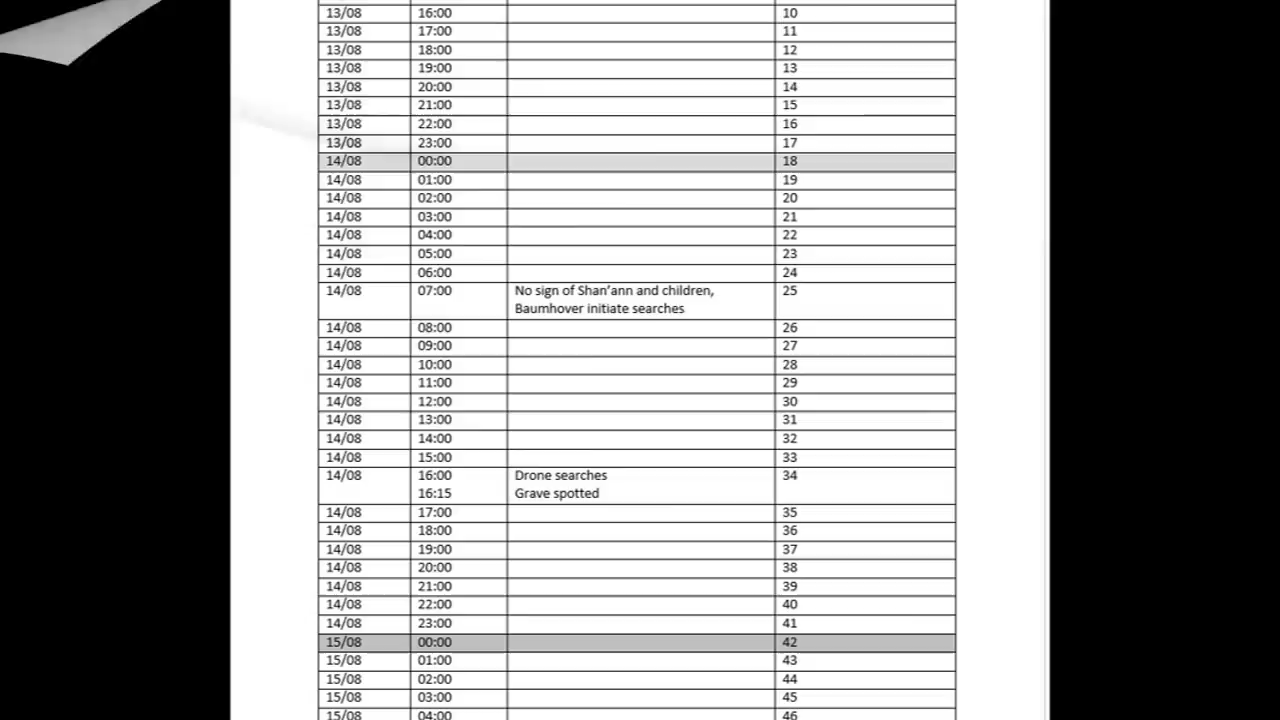 13/08 16:00 10
13/08 17:00 11
13/08 18:00 12
13/08 19:00 13
13/08 20:00 14
13/08 21:00 15
13/08 22:00 16
13/08 23:00 17
14/08 00:00 18
14/08 01:00 19
14/08 02:00 20
14/08 03:00 21
14/08 04:00 22
14/08 05:00 23
14/08 06:00 24
14/08 07:00 No sign of Shan'ann and children, 25
Baumhover initiate searches
14/08 08:00 26
14/08 09:00 27
14/08 10:00 28
14/08 11:00 29
14/08 12:00 30
14/08 13:00 31
14/08 14:00 32
14/08 15:00 33
14/08 16:00 Drone searches 34
16:15 Grave spotted
14/08 17:00 35
14/08 18:00 36
14/08 19:00 37
14/08 20:00 38
14/08 21:00 39
14/08 22:00 40
14/08 23:00 41
15/08 00:00 42
15/08 01:00 43
15/08 02:00 44
15/08 03:00 45
15/08 04:00 46